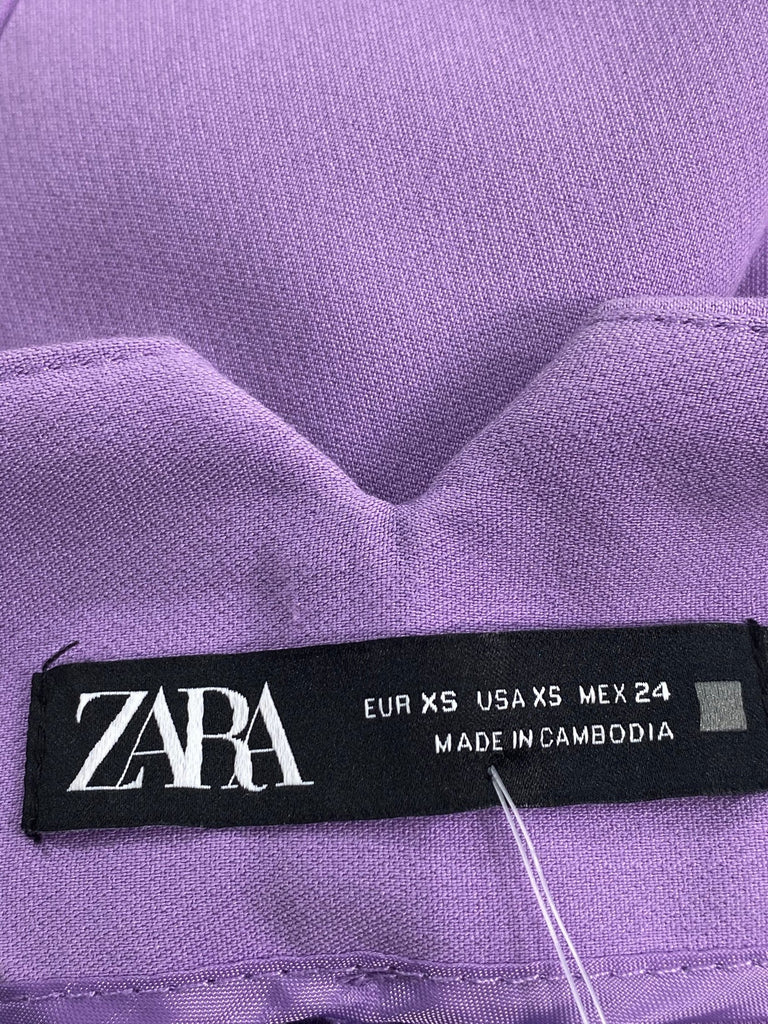 ZARA
EUR XS USA XS MEX 24
MADE IN CAMBODIA